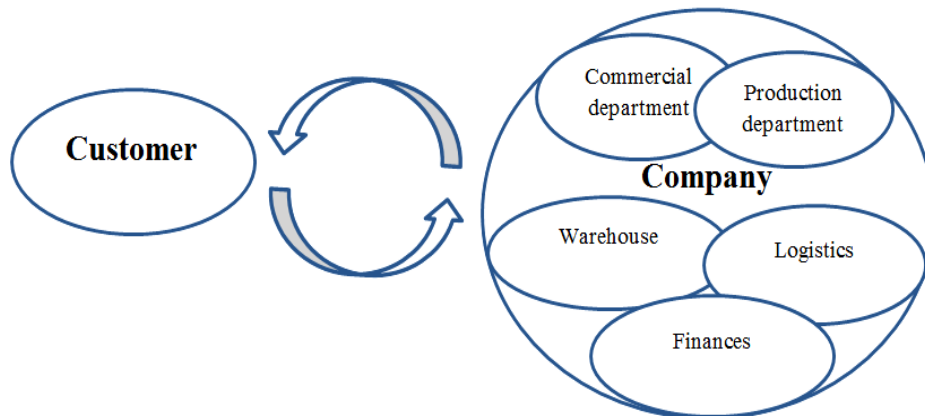 Customer
Commercial
department
Production
department
Company
Warehouse
Logistics
Finances